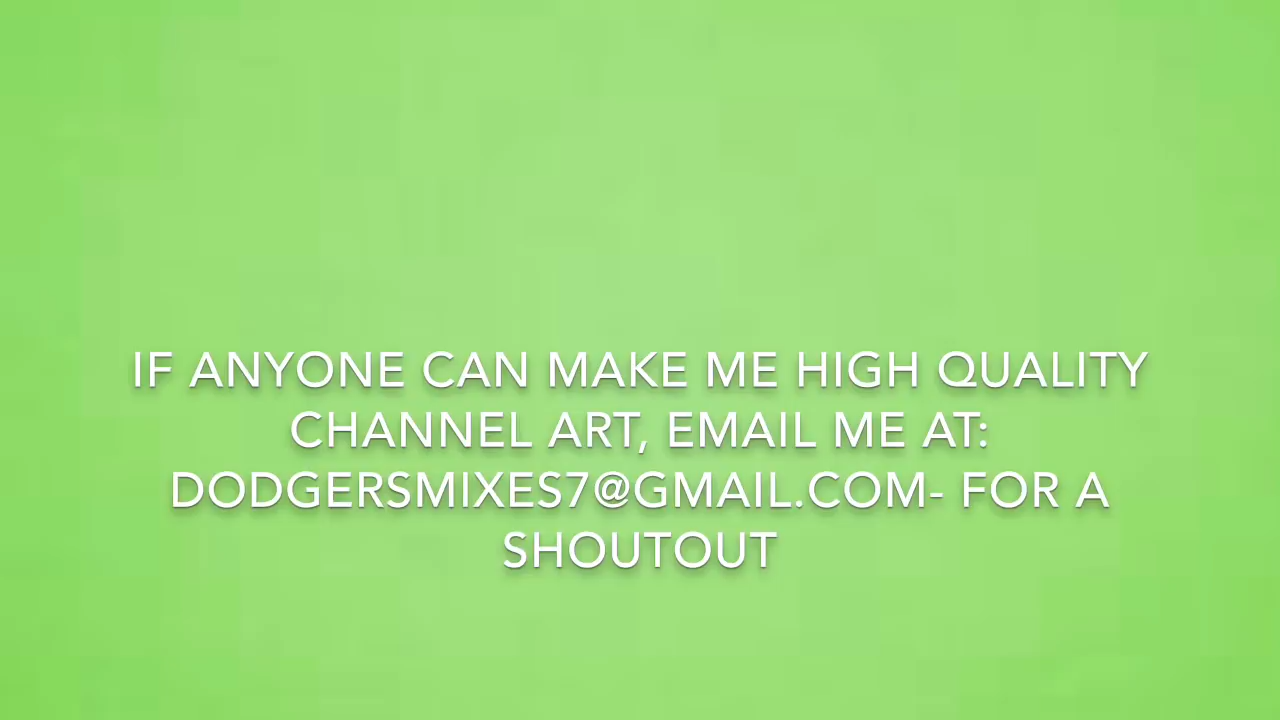 IF ANYONE CAN MAKE ME HIGH QUALITY
CHANNEL ART, EMAIL ME AT:
DODGERSMIXES7@GMAIL.COM- FOR A
SHOUTOUT